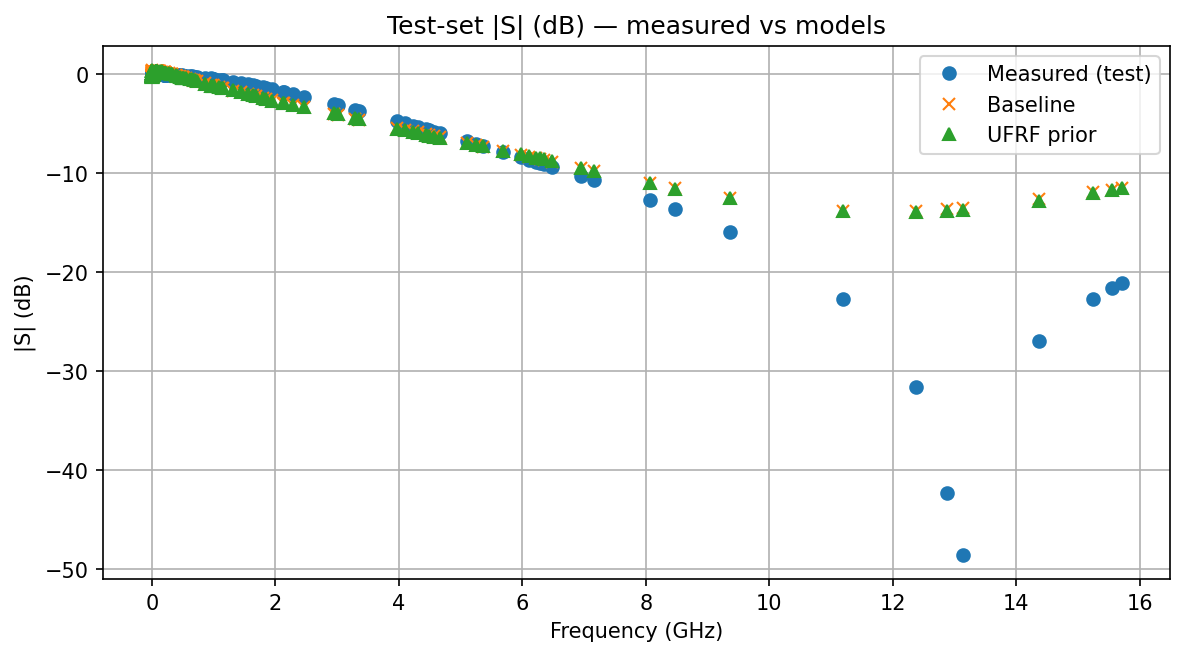 Test-set |S| (dB) — measured vs models
Measured (test)
Baseline
UFRF prior
|S| (dB)
0
−10
−20
−30
−40
−50
0 2 4 6 8 10 12 14 16
Frequency (GHz)